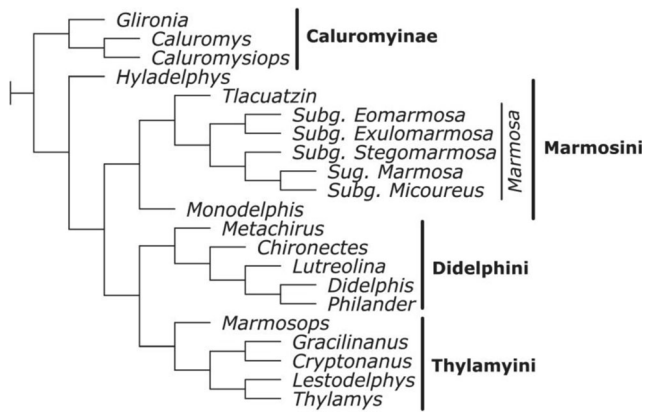 Glironia
Caluromys
Caluromysiops
Caluromyinae
Hyladelphys
Tlacuatzin
Subg. Eomarmosa
Subg. Exulomarmosa
Subg. Stegomarmosa
Sug. Marmosa
Subg. Micoureus
Marmosa
Marmosini
Monodelphis
Metachirus
Chironectes
Lutreolina
Didelphis
Philander
Didelphini
Marmosops
Gracilinanus
Cryptonanus
Lestodelphys
Thylamys
Thylamyini